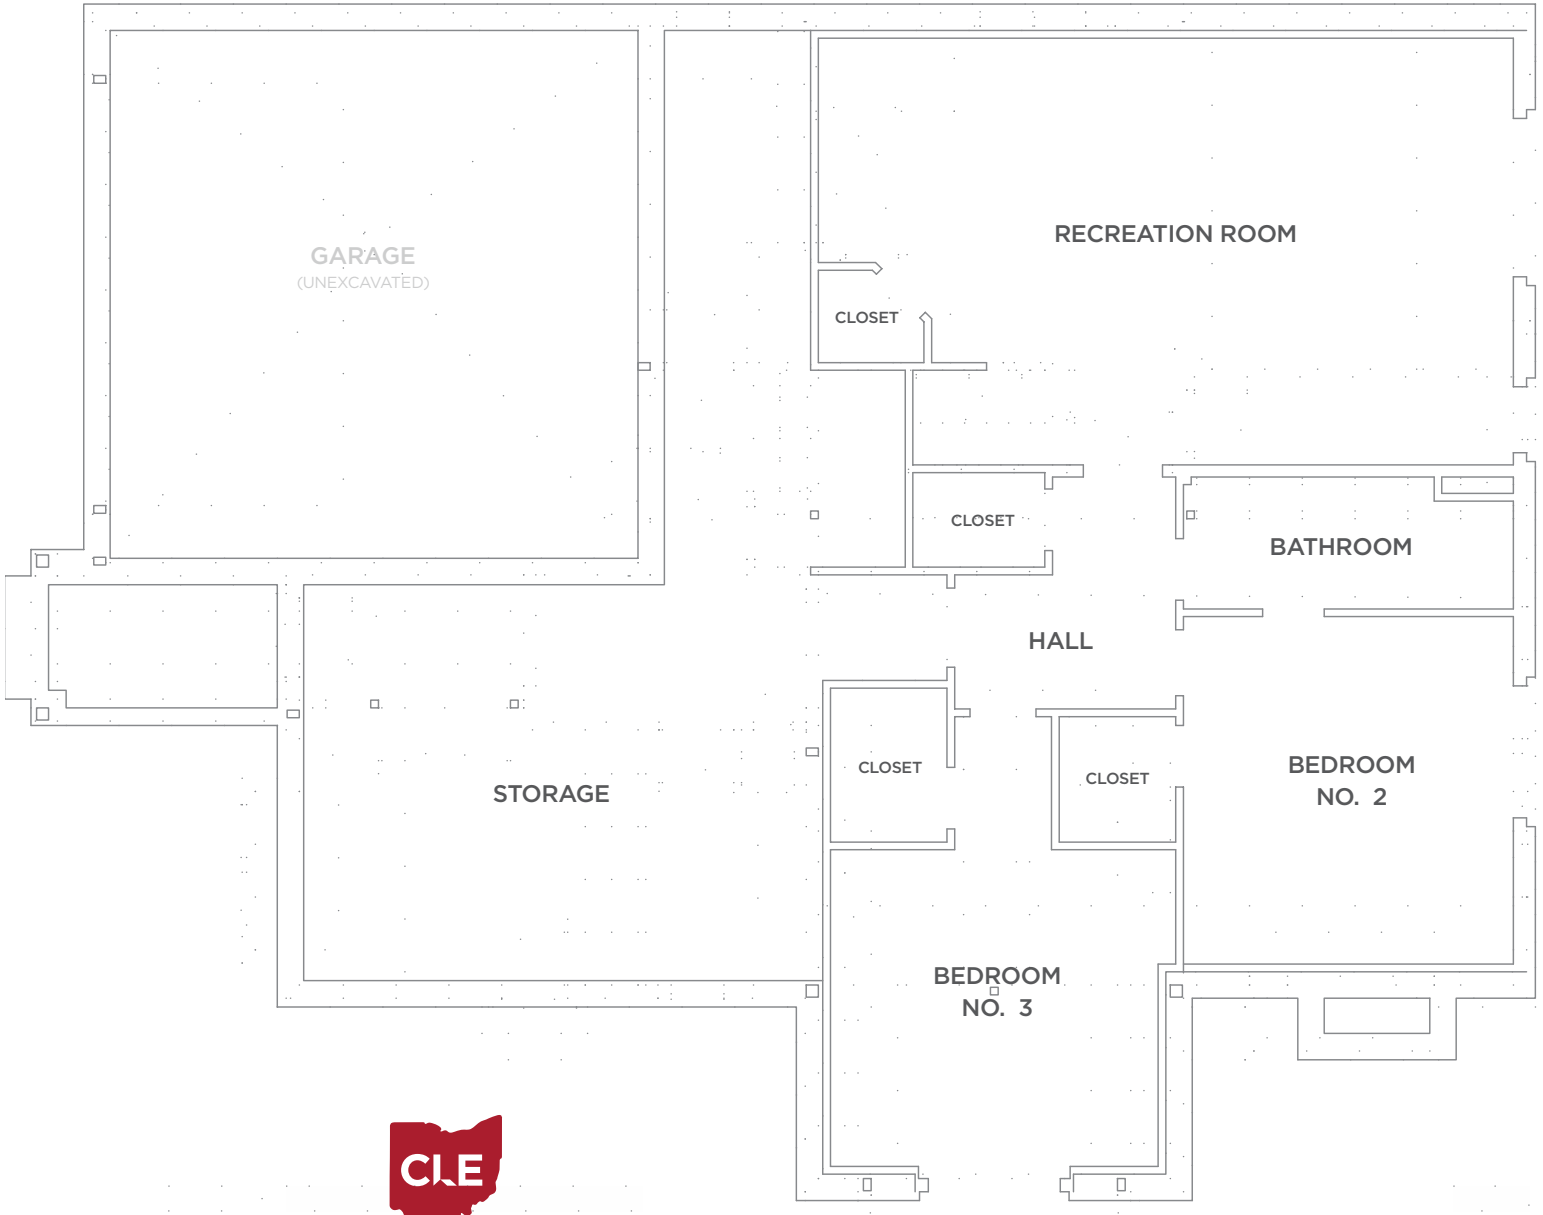 RECREATION ROOM
GARAGE
(UNEXCAVATED)
CLOSET
CLOSET
BATHROOM
HALL
CLOSET
CLOSET
BEDROOM
NO. 2
STORAGE
BEDROOM
NO. 3
CLE